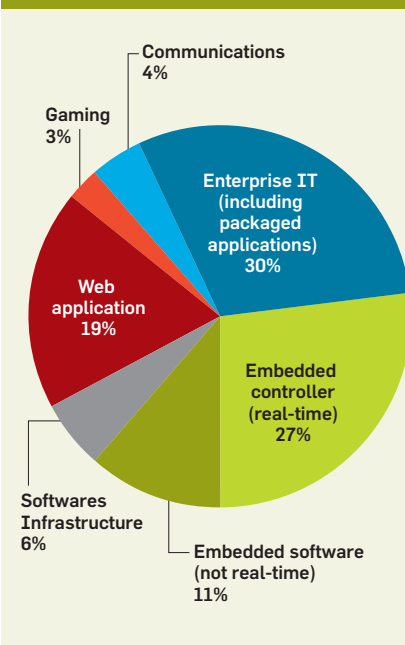 Communications
4%
Gaming
3%
Enterprise IT
(including
packaged
applications)
30%
Web
application
19%
Embedded
controller
(real-time)
27%
Softwares
Infrastructure
6%
Embedded software
(not real-time)
11%